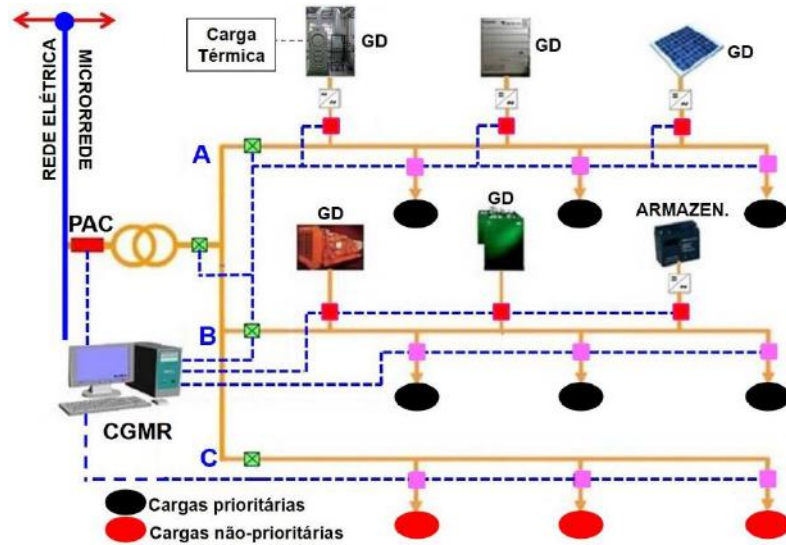 REDE ELÉTRICA
MICRORREDE
Carga
Térmica
GD
GD
GD
A
PAC
GD
GD
ARMAZEN.
B
CGMR
C
Cargas prioritárias
Cargas não-prioritárias